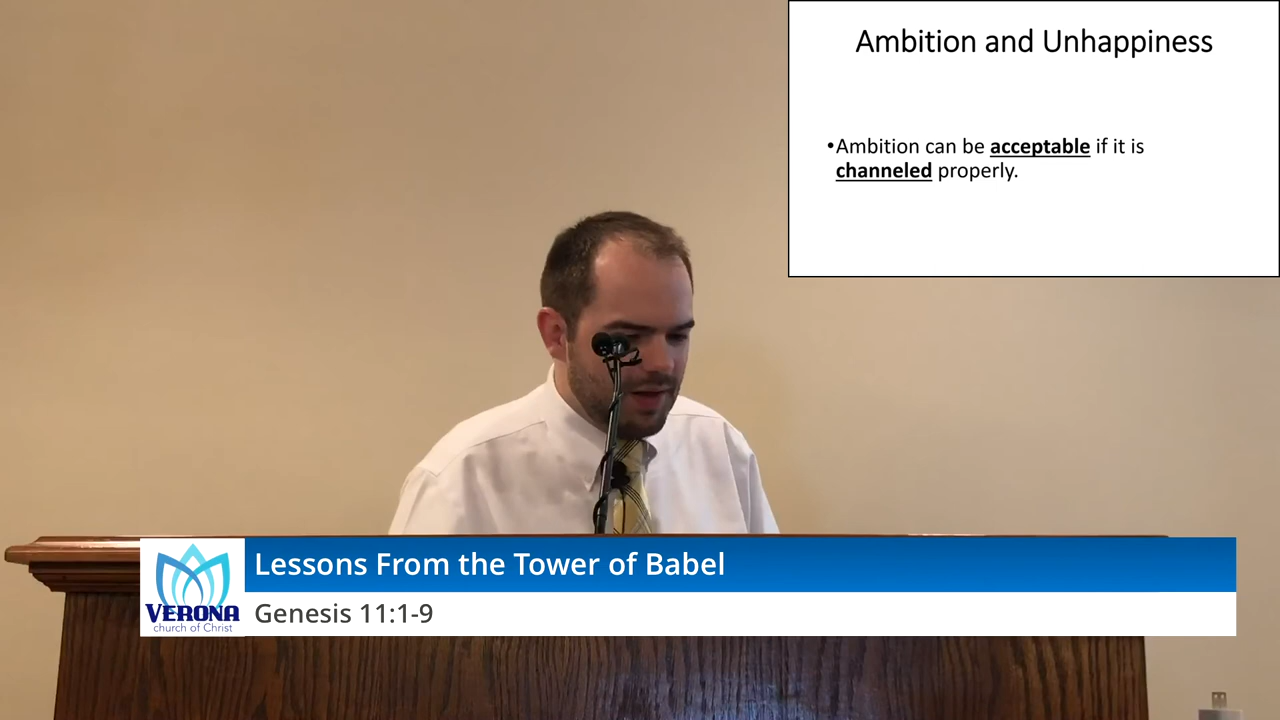 Ambition and Unhappiness
•Ambition can be acceptable if it is
channeled properly.
Lessons From the Tower of Babel
Genesis 11:1-9
VERONA
church of Christ